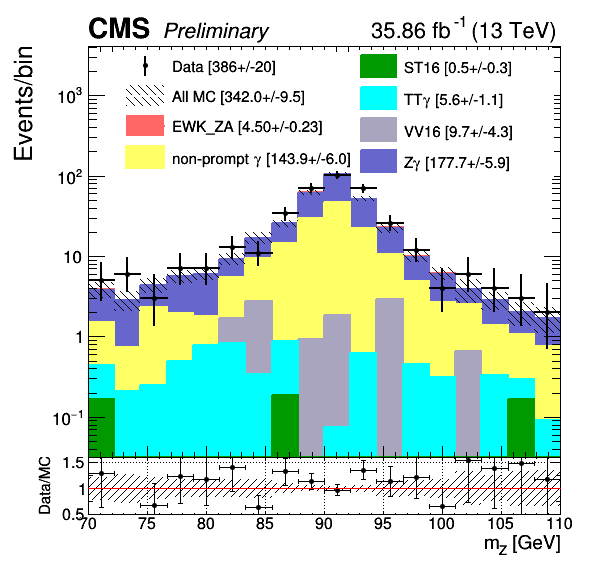 CMS Preliminary 35.86 fb⁻¹ (13 TeV)
Events/bin
Data [386+/-20]
All MC [342.0+/-9.5]
EWK_ZA [4.50+/-0.23]
non-prompt γ [143.9+/-6.0]
ST16 [0.5+/-0.3]
TTγ [5.6+/-1.1]
VV16 [9.7+/-4.3]
Zγ [177.7+/-5.9]
10³
10²
10
1
10⁻¹
Data/MC
1.5
1
0.5
70 75 80 85 90 95 100 105 110
m_Z [GeV]